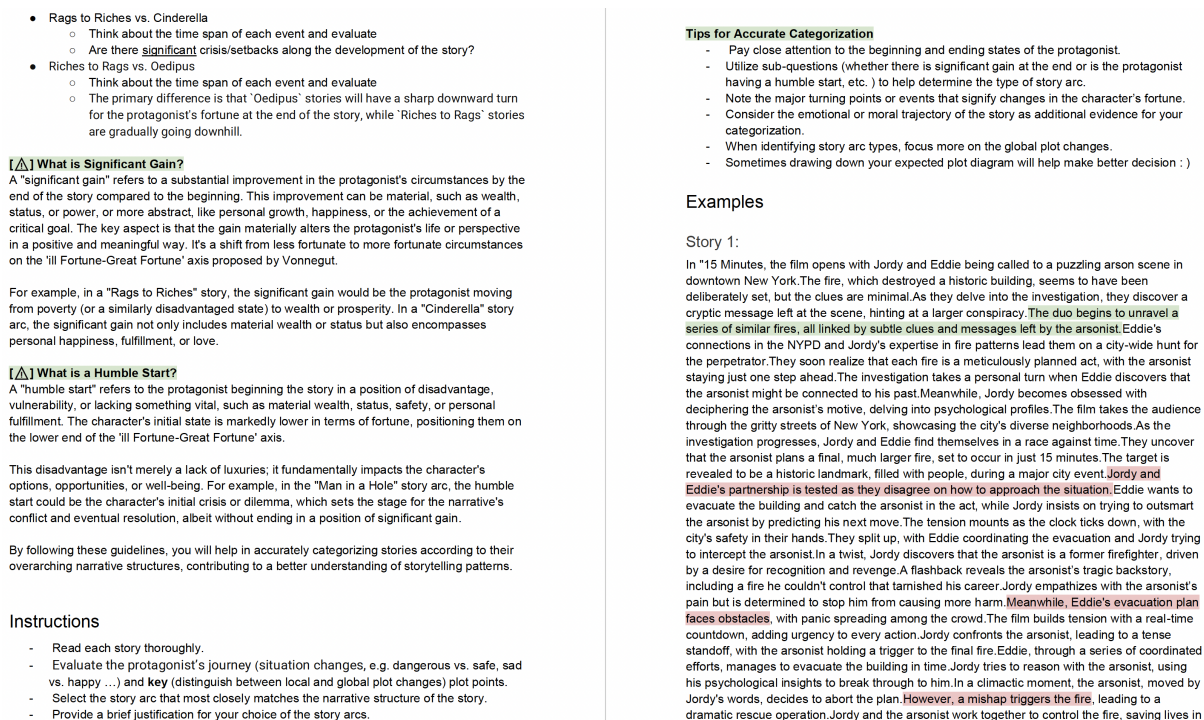 ● Rags to Riches vs. Cinderella
○ Think about the time span of each event and evaluate
○ Are there significant crisis/setbacks along the development of the story?
● Riches to Rags vs. Oedipus
○ Think about the time span of each event and evaluate
○ The primary difference is that `Oedipus` stories will have a sharp downward turn
for the protagonist's fortune at the end of the story, while `Riches to Rags` stories
are gradually going downhill.
[⚠] What is Significant Gain?
A "significant gain" refers to a substantial improvement in the protagonist's circumstances by the
end of the story compared to the beginning. This improvement can be material, such as wealth,
status, or power, or more abstract, like personal growth, happiness, or the achievement of a
critical goal. The key aspect is that the gain materially alters the protagonist's life or perspective
in a positive and meaningful way. It's a shift from less fortunate to more fortunate circumstances
on the 'ill Fortune-Great Fortune' axis proposed by Vonnegut.
For example, in a "Rags to Riches" story, the significant gain would be the protagonist moving
from poverty (or a similarly disadvantaged state) to wealth or prosperity. In a "Cinderella" story
arc, the significant gain not only includes material wealth or status but also encompasses
personal happiness, fulfillment, or love.
[⚠] What is a Humble Start?
A "humble start" refers to the protagonist beginning the story in a position of disadvantage,
vulnerability, or lacking something vital, such as material wealth, status, safety, or personal
fulfillment. The character's initial state is markedly lower in terms of fortune, positioning them on
the lower end of the 'ill Fortune-Great Fortune' axis.
This disadvantage isn't merely a lack of luxuries; it fundamentally impacts the character's
options, opportunities, or well-being. For example, in the "Man in a Hole" story arc, the humble
start could be the character's initial crisis or dilemma, which sets the stage for the narrative's
conflict and eventual resolution, albeit without ending in a position of significant gain.
By following these guidelines, you will help in accurately categorizing stories according to their
overarching narrative structures, contributing to a better understanding of storytelling patterns.
Instructions
- Read each story thoroughly.
- Evaluate the protagonist's journey (situation changes, e.g. dangerous vs. safe, sad
vs. happy ...) and key (distinguish between local and global plot changes) plot points.
- Select the story arc that most closely matches the narrative structure of the story.
- Provide a brief justification for your choice of the story arcs.
Tips for Accurate Categorization
- Pay close attention to the beginning and ending states of the protagonist.
- Utilize sub-questions (whether there is significant gain at the end or is the protagonist
having a humble start, etc. ) to help determine the type of story arc.
- Note the major turning points or events that signify changes in the character's fortune.
- Consider the emotional or moral trajectory of the story as additional evidence for your
categorization.
- When identifying story arc types, focus more on the global plot changes.
- Sometimes drawing down your expected plot diagram will help make better decision : )
Examples
Story 1:
In "15 Minutes, the film opens with Jordy and Eddie being called to a puzzling arson scene in
downtown New York.The fire, which destroyed a historic building, seems to have been
deliberately set, but the clues are minimal.As they delve into the investigation, they discover a
cryptic message left at the scene, hinting at a larger conspiracy.The duo begins to unravel a
series of similar fires, all linked by subtle clues and messages left by the arsonist.Eddie's
connections in the NYPD and Jordy's expertise in fire patterns lead them on a city-wide hunt for
the perpetrator.They soon realize that each fire is a meticulously planned act, with the arsonist
staying just one step ahead.The investigation takes a personal turn when Eddie discovers that
the arsonist might be connected to his past.Meanwhile, Jordy becomes obsessed with
deciphering the arsonist's motive, delving into psychological profiles.The film takes the audience
through the gritty streets of New York, showcasing the city's diverse neighborhoods.As the
investigation progresses, Jordy and Eddie find themselves in a race against time.They uncover
that the arsonist plans a final, much larger fire, set to occur in just 15 minutes.The target is
revealed to be a historic landmark, filled with people, during a major city event.Jordy and
Eddie's partnership is tested as they disagree on how to approach the situation.Eddie wants to
evacuate the building and catch the arsonist in the act, while Jordy insists on trying to outsmart
the arsonist by predicting his next move.The tension mounts as the clock ticks down, with the
city's safety in their hands.They split up, with Eddie coordinating the evacuation and Jordy trying
to intercept the arsonist.In a twist, Jordy discovers that the arsonist is a former firefighter, driven
by a desire for recognition and revenge.A flashback reveals the arsonist's tragic backstory,
including a fire he couldn't control that tarnished his career.Jordy empathizes with the arsonist's
pain but is determined to stop him from causing more harm.Meanwhile, Eddie's evacuation plan
faces obstacles, with panic spreading among the crowd.The film builds tension with a real-time
countdown, adding urgency to every action.Jordy confronts the arsonist, leading to a tense
standoff, with the arsonist holding a trigger to the final fire.Eddie, through a series of coordinated
efforts, manages to evacuate the building in time.Jordy tries to reason with the arsonist, using
his psychological insights to break through to him.In a climactic moment, the arsonist, moved by
Jordy's words, decides to abort the plan.However, a mishap triggers the fire, leading to a
dramatic rescue operation.Jordy and the arsonist work together to control the fire, saving lives in